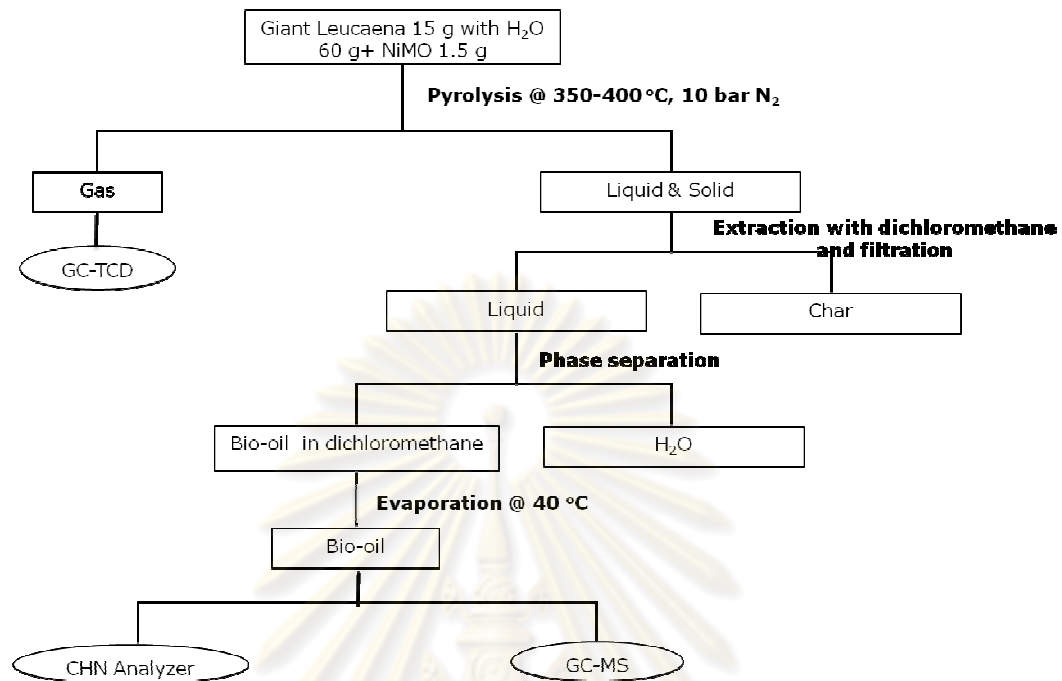 Giant Leucaena 15 g with H₂O
60 g+ NiMO 1.5 g
Pyrolysis @ 350-400 °C, 10 bar N₂
Gas
Liquid & Solid
Extraction with dichloromethane
and filtration
GC-TCD
Liquid
Char
Phase separation
Bio-oil in dichloromethane
H₂O
Evaporation @ 40 °C
Bio-oil
CHN Analyzer
GC-MS